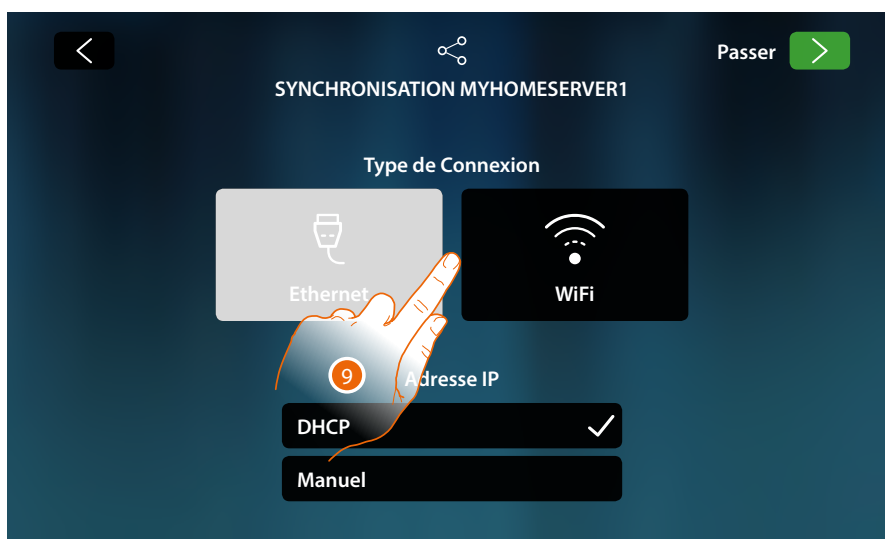 Passer
SYNCHRONISATION MYHOMESERVER1
Type de Connexion
Ethernet
WiFi
9
Adresse IP
DHCP
Manuel